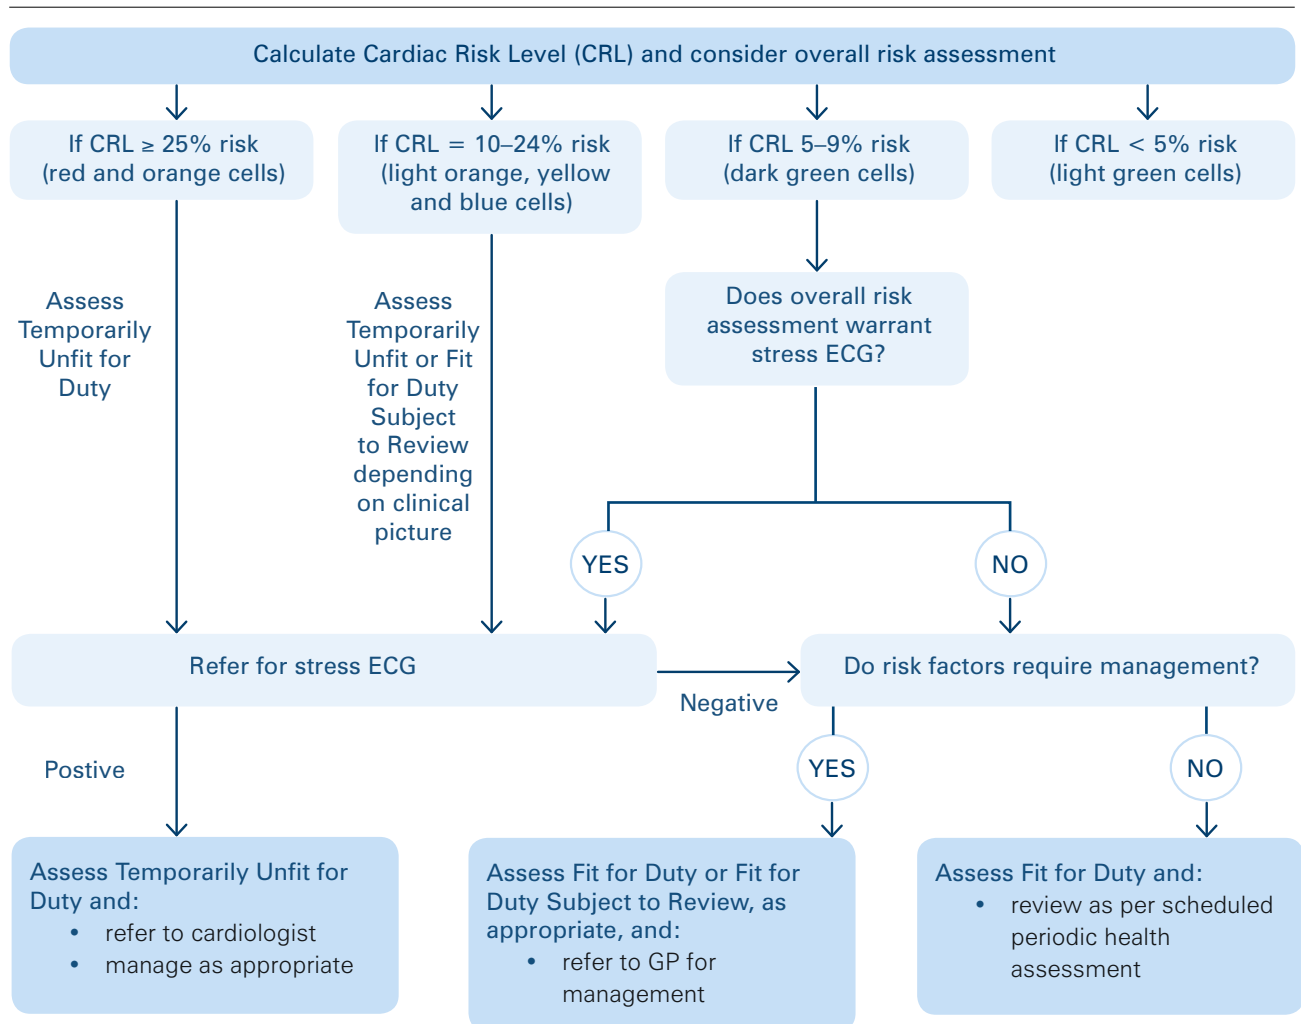 Calculate Cardiac Risk Level (CRL) and consider overall risk assessment
If CRL ≥ 25% risk
(red and orange cells)
If CRL = 10–24% risk
(light orange, yellow
and blue cells)
If CRL 5–9% risk
(dark green cells)
If CRL < 5% risk
(light green cells)
Assess
Temporarily
Unfit for
Duty
Assess
Temporarily
Unfit or Fit
for Duty
Subject
to Review
depending
on clinical
picture
Does overall risk
assessment warrant
stress ECG?
YES
NO
Refer for stress ECG
Negative
Do risk factors require management?
Postive
YES
NO
Assess Temporarily Unfit for
Duty and:
• refer to cardiologist
• manage as appropriate
Assess Fit for Duty or Fit for
Duty Subject to Review, as
appropriate, and:
• refer to GP for
management
Assess Fit for Duty and:
• review as per scheduled
periodic health
assessment